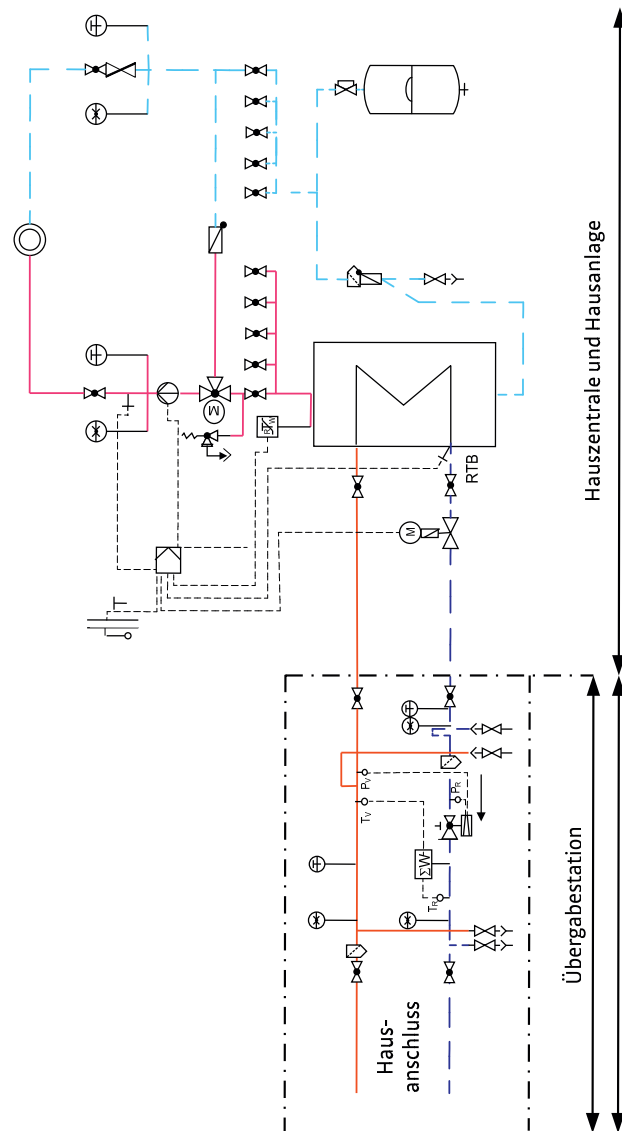 Hauszentrale und Hausanlage
M
RTB
M
T
P_V
P_R
T_V
ΣW
T_R
Übergabestation
Haus-
anschluss